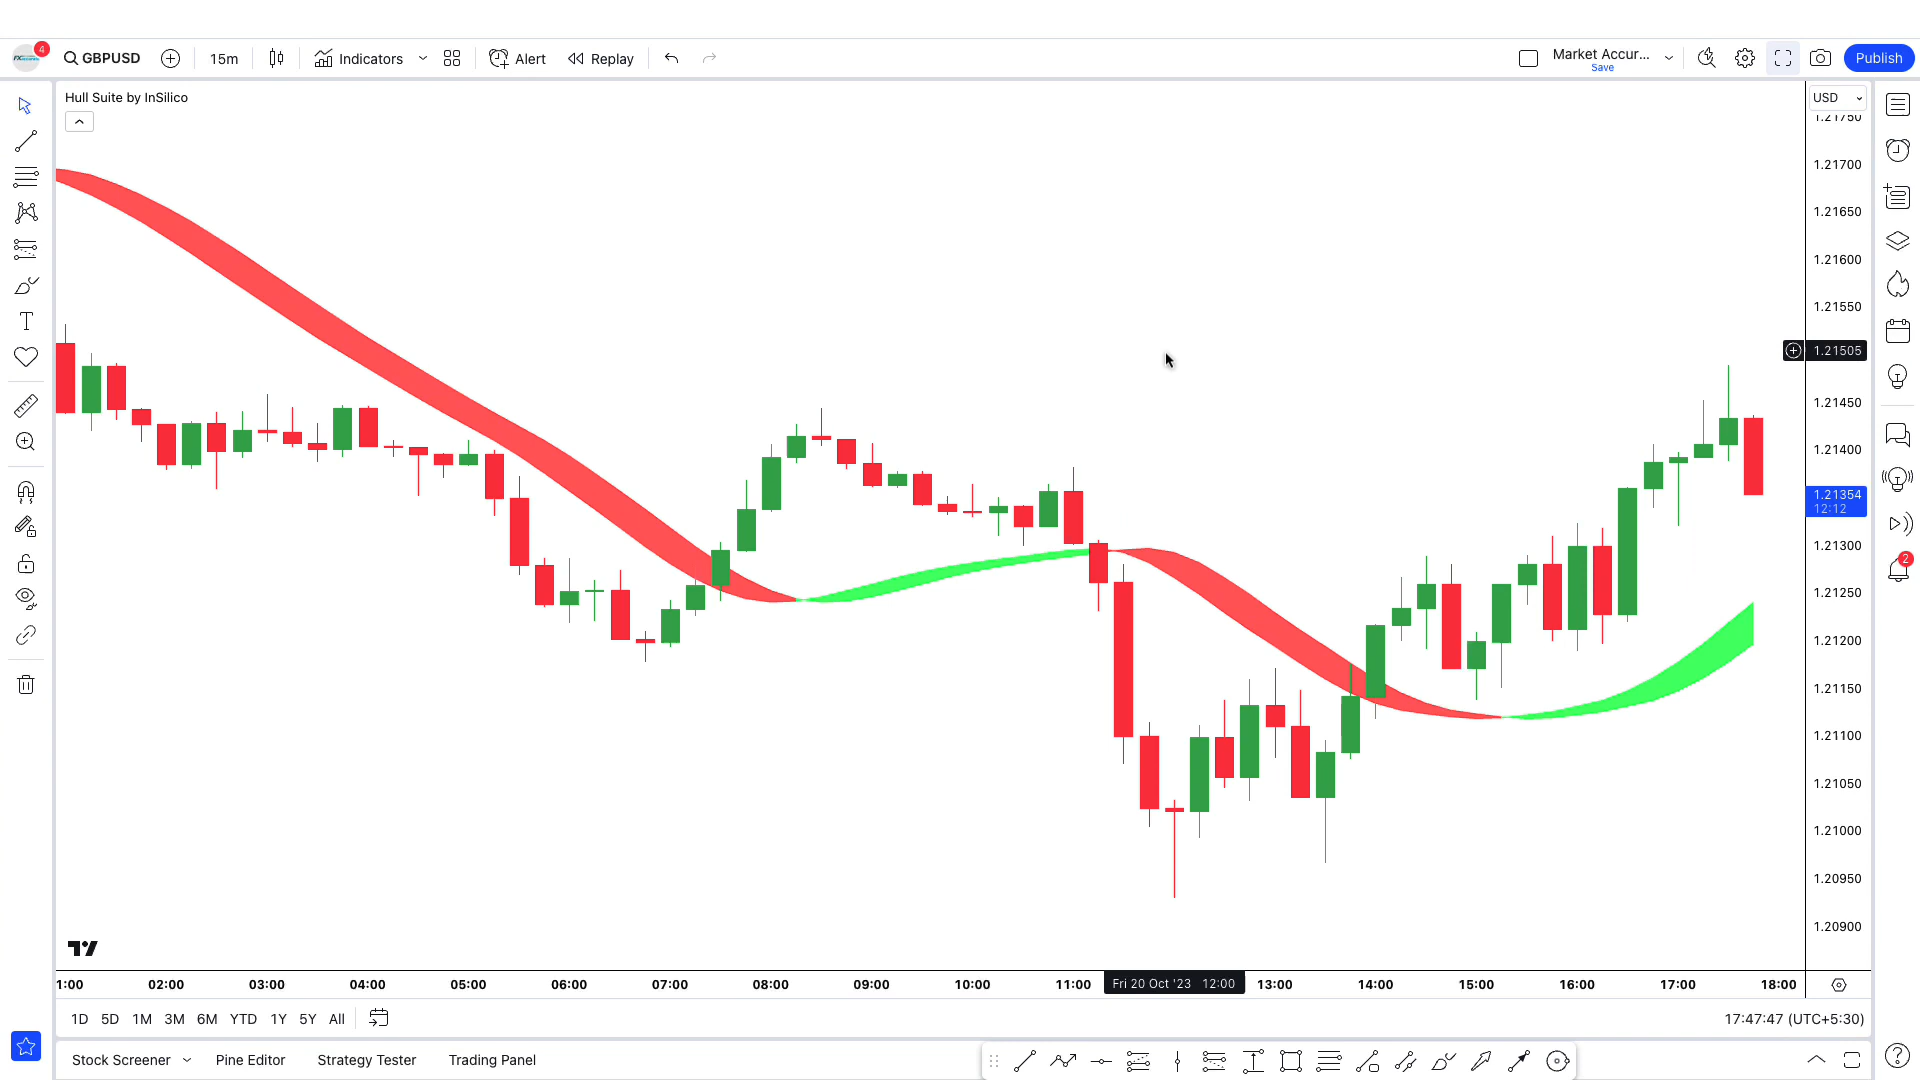 4
GBPUSD
15m
Indicators
Alert
Replay
Market Accur...
Save
Publish
Hull Suite by InSilico
USD
1.21750
1.21700
1.21650
1.21600
1.21550
1.21505
1.21450
1.21400
1.21354
12:12
1.21300
1.21250
1.21200
1.21150
1.21100
1.21050
1.21000
1.20950
1.20900
2
1:00 02:00 03:00 04:00 05:00 06:00 07:00 08:00 09:00 10:00 11:00 Fri 20 Oct '23 12:00 13:00 14:00 15:00 16:00 17:00 18:00
1D 5D 1M 3M 6M YTD 1Y 5Y All
17:47:47 (UTC+5:30)
Stock Screener Pine Editor Strategy Tester Trading Panel